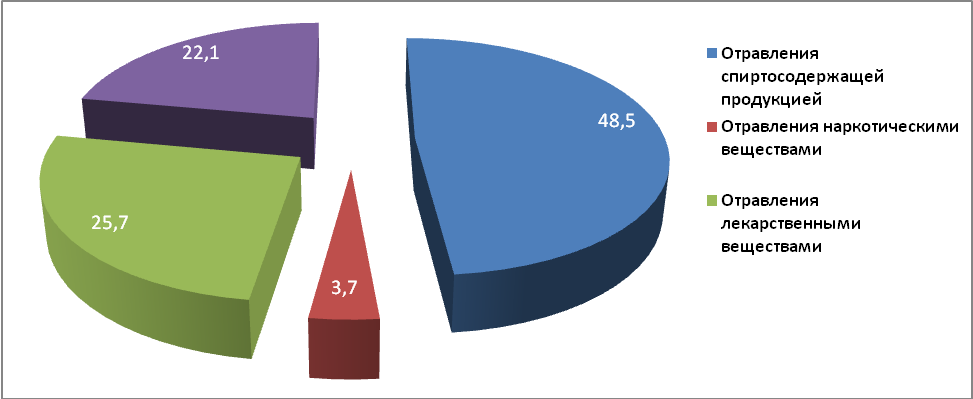 22,1
48,5
25,7
3,7
Отравления
спиртосодержащей
продукцией
Отравления наркотическими
веществами
Отравления
лекарственными
веществами